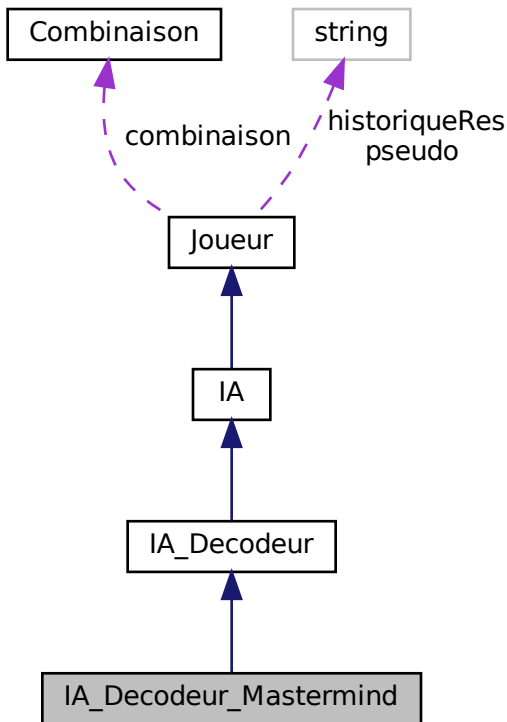 Combinaison
string
combinaison
historiqueRes
pseudo
Joueur
IA
IA_Decodeur
IA_Decodeur_Mastermind